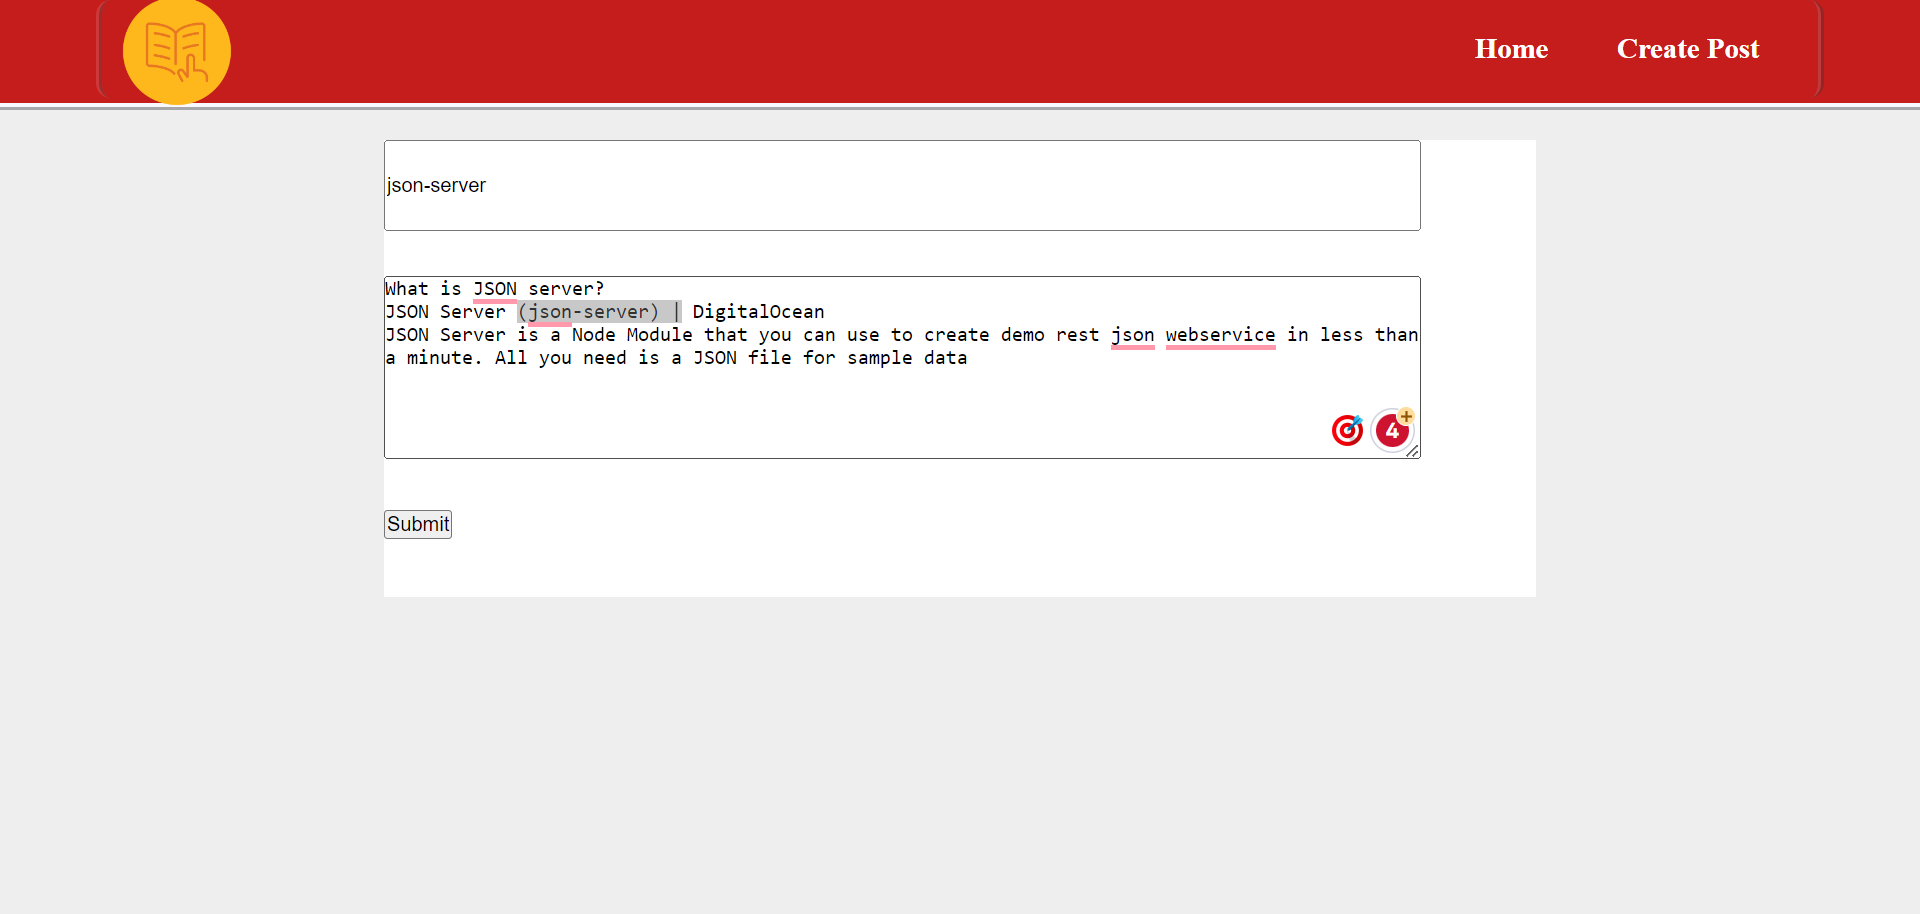 Home Create Post
json-server
What is JSON server?
JSON Server (json-server) | DigitalOcean
JSON Server is a Node Module that you can use to create demo rest json webservice in less than
a minute. All you need is a JSON file for sample data
4
Submit